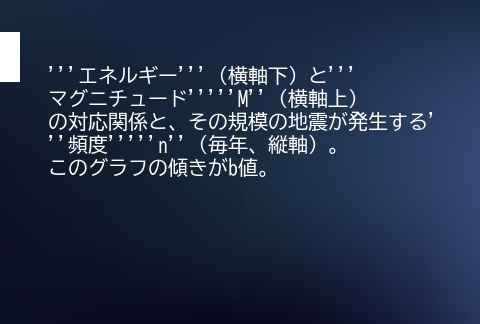 '''エネルギー'''（横軸下）と'''
マグニチュード'''''M''（横軸上）
の対応関係と、その規模の地震が発生する'
''頻度'''''n''（毎年、縦軸）。
このグラフの傾きがb値。